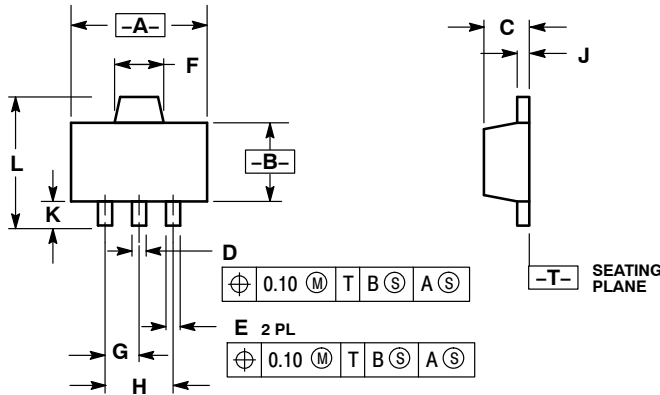 –A–
C
F
J
L
–B–
K
D
–T– SEATING
PLANE
⌖ 0.10 Ⓜ T B Ⓢ A Ⓢ
E 2 PL
G
⌖ 0.10 Ⓜ T B Ⓢ A Ⓢ
H